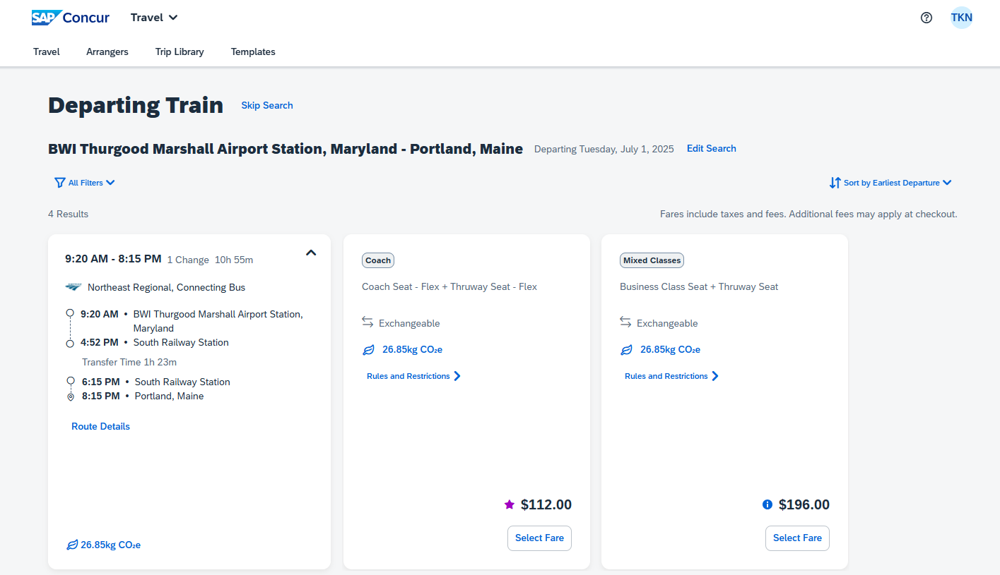 SAP Concur Travel
TKN
Travel Arrangers Trip Library Templates
Departing Train Skip Search
BWI Thurgood Marshall Airport Station, Maryland - Portland, Maine Departing Tuesday, July 1, 2025 Edit Search
All Filters Sort by Earliest Departure
4 Results Fares include taxes and fees. Additional fees may apply at checkout.
9:20 AM - 8:15 PM 1 Change 10h 55m
Northeast Regional, Connecting Bus
9:20 AM • BWI Thurgood Marshall Airport Station,
Maryland
4:52 PM • South Railway Station
Transfer Time 1h 23m
6:15 PM • South Railway Station
8:15 PM • Portland, Maine
Route Details
26.85kg CO₂e
Coach
Coach Seat - Flex + Thruway Seat - Flex
Exchangeable
26.85kg CO₂e
Rules and Restrictions
$112.00
Select Fare
Mixed Classes
Business Class Seat + Thruway Seat
Exchangeable
26.85kg CO₂e
Rules and Restrictions
$196.00
Select Fare